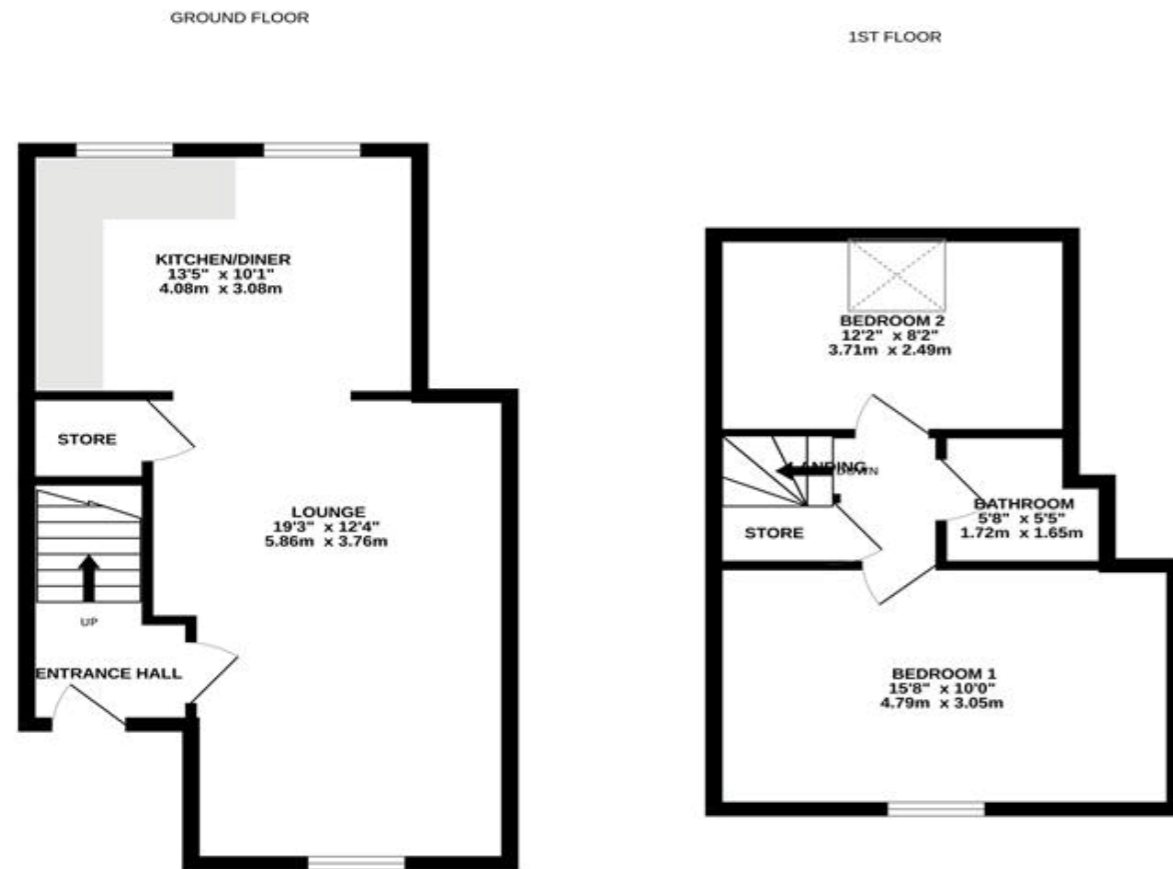 GROUND FLOOR
KITCHEN/DINER
13'5" x 10'1"
4.08m x 3.08m
STORE
LOUNGE
19'3" x 12'4"
5.86m x 3.76m
UP
ENTRANCE HALL
1ST FLOOR
BEDROOM 2
12'2" x 8'2"
3.71m x 2.49m
LANDING
DOWN
STORE
BATHROOM
5'8" x 5'5"
1.72m x 1.65m
BEDROOM 1
15'8" x 10'0"
4.79m x 3.05m